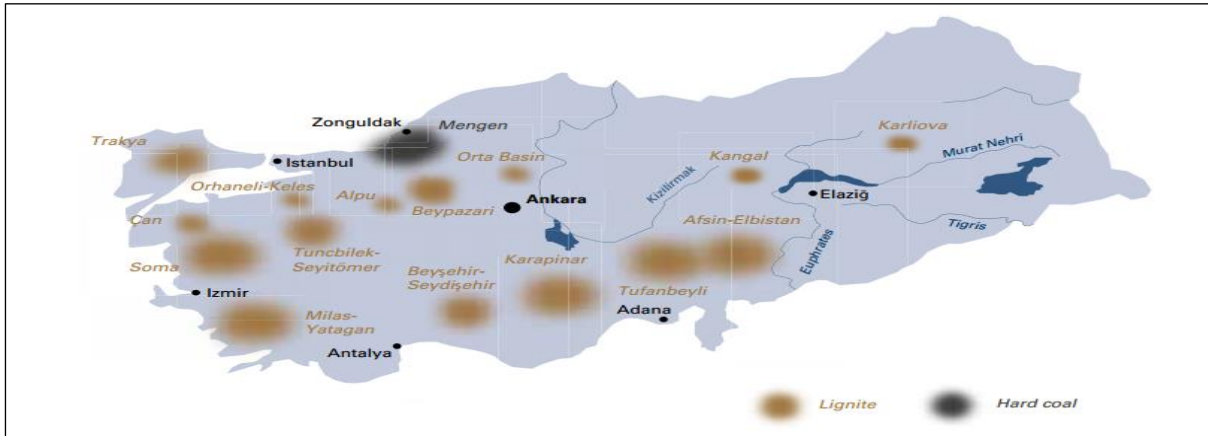 Zonguldak
Mengen
Trakya
Istanbul
Orta Basin
Karliova
Murat Nehri
Kangal
Orhaneli-Keles
Alpu
Beypazari
Ankara
Kizilirmak
Elaziğ
Çan
Afsin-Elbistan
Tigris
Soma
Tuncbilek-
Seyitömer
Beyşehir-
Seydişehir
Karapinar
Euphrates
Izmir
Tufanbeyli
Milas-
Yatagan
Adana
Antalya
Lignite
Hard coal